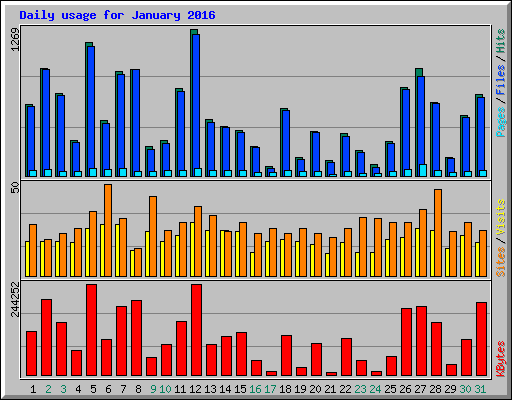 Daily usage for January 2016
1269
Pages / Files / Hits
50
Sites / Visits
244252
KBytes
1 2 3 4 5 6 7 8 9 10 11 12 13 14 15 16 17 18 19 20 21 22 23 24 25 26 27 28 29 30 31